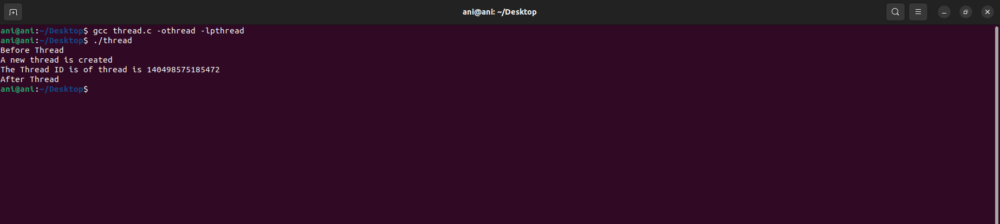 ani@ani: ~/Desktop
ani@ani:~/Desktop$ gcc thread.c -othread -lpthread
ani@ani:~/Desktop$ ./thread
Before Thread
A new thread is created
The Thread ID is of thread is 140498575185472
After Thread
ani@ani:~/Desktop$